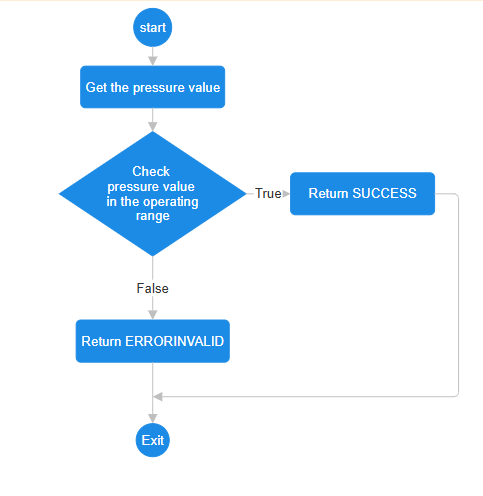 start
Get the pressure value
Check
pressure value
in the operating
range
True
Return SUCCESS
False
Return ERRORINVALID
Exit